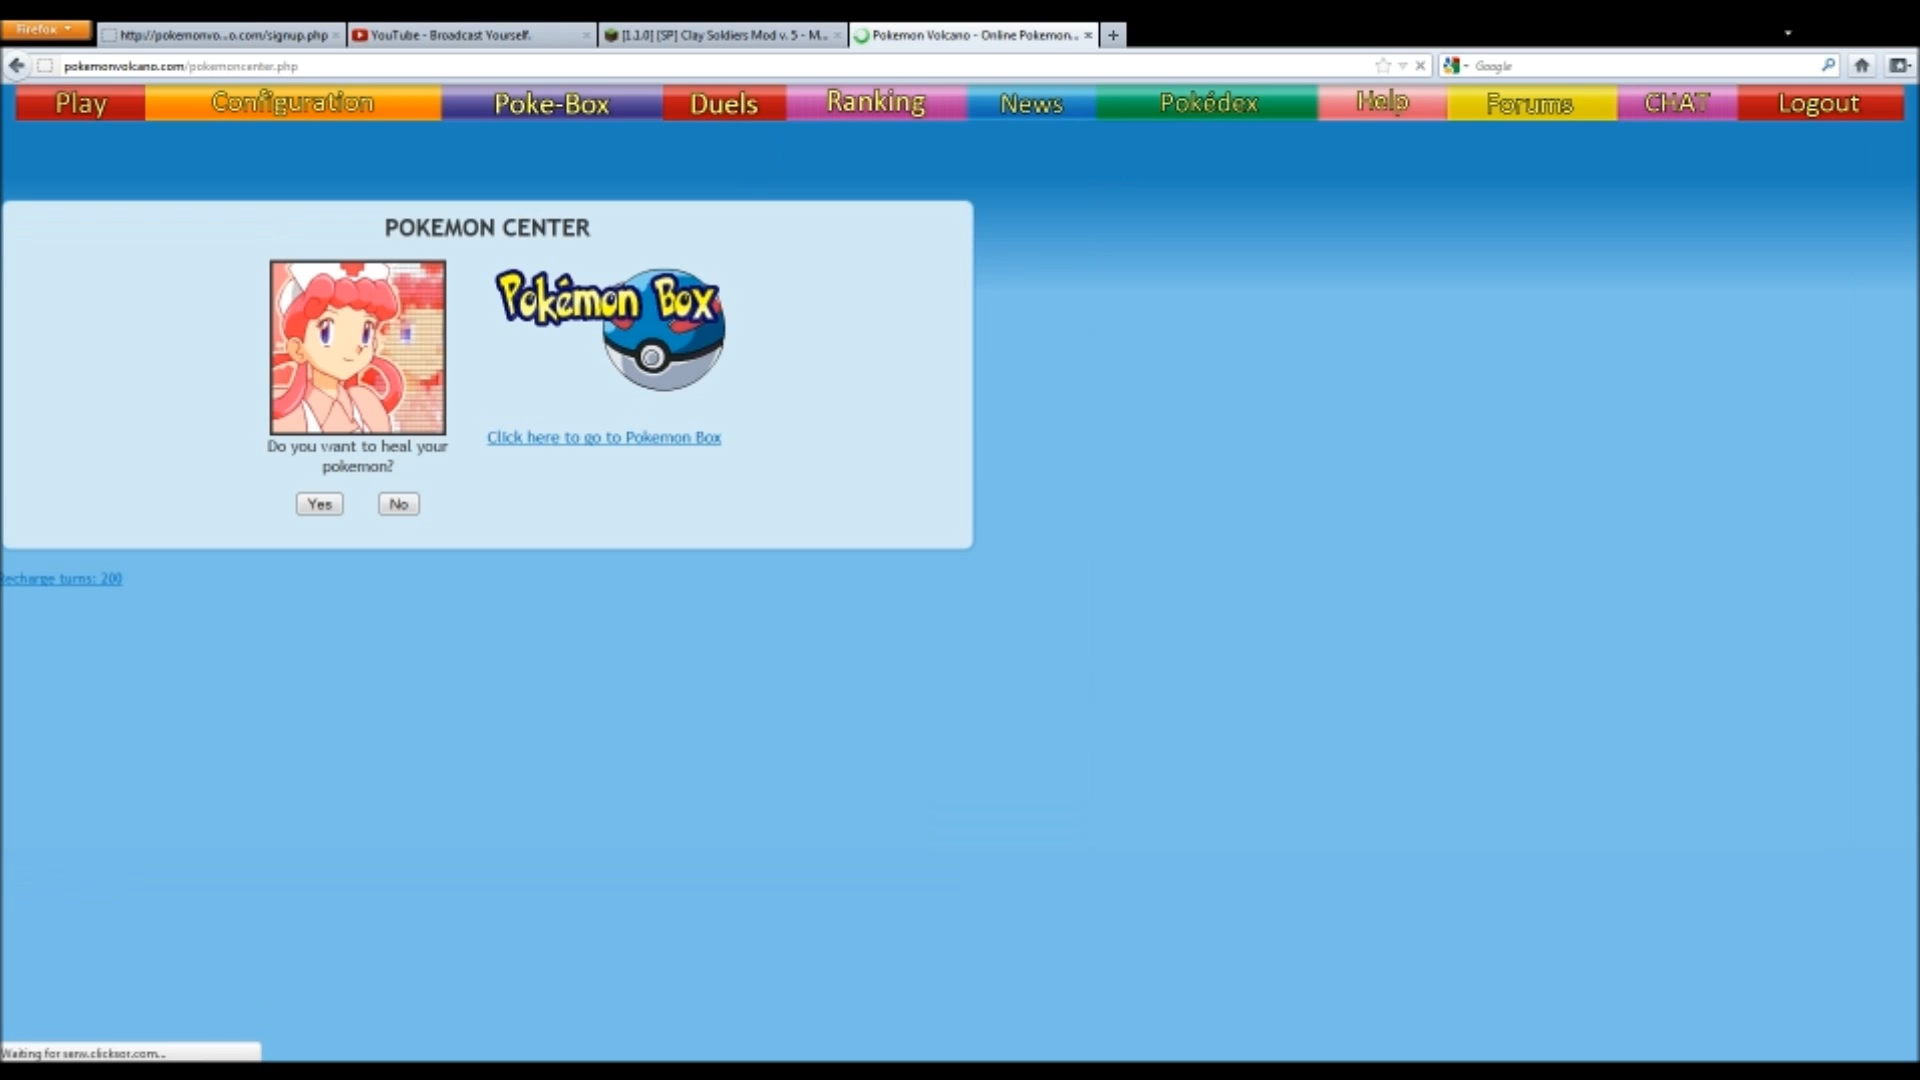 Firefox
http://pokemonvo...o.com/signup.php
YouTube - Broadcast Yourself.
[1.1.0] [SP] Clay Soldiers Mod v. 5 - M...
Pokemon Volcano - Online Pokemon...
pokemonvolcano.com/pokemoncenter.php
Google
Play
Configuration
Poke-Box
Duels
Ranking
News
Pokédex
Help
Forums
CHAT
Logout
POKEMON CENTER
Pokémon Box
Do you want to heal your
pokemon?
Click here to go to Pokemon Box
Yes
No
echarge turns: 200
Waiting for serw.clicksor.com...